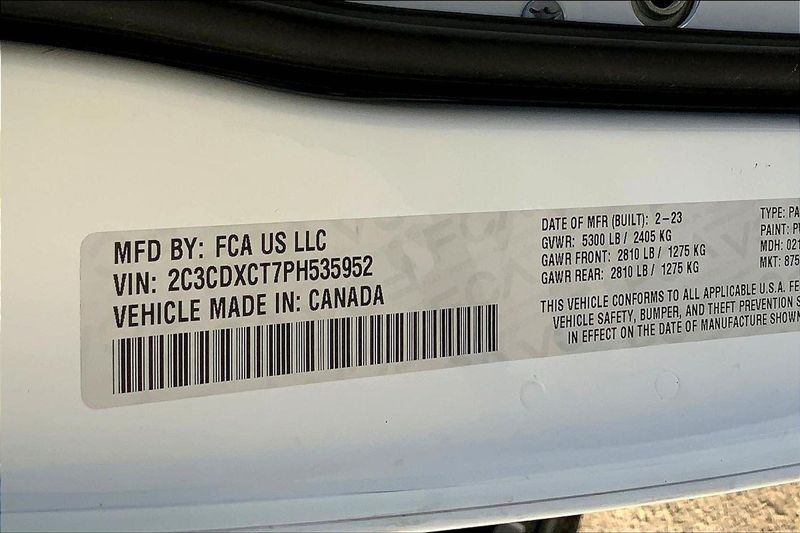 MFD BY: FCA US LLC
VIN: 2C3CDXCT7PH535952
VEHICLE MADE IN: CANADA
DATE OF MFR (BUILT): 2-23
GVWR: 5300 LB / 2405 KG
GAWR FRONT: 2810 LB / 1275 KG
GAWR REAR: 2810 LB / 1275 KG
THIS VEHICLE CONFORMS TO ALL APPLICABLE U.S.A. FE
VEHICLE SAFETY, BUMPER, AND THEFT PREVENTION S
IN EFFECT ON THE DATE OF MANUFACTURE SHOWN
TYPE: PA
PAINT: P
MDH: 021
MKT: 875